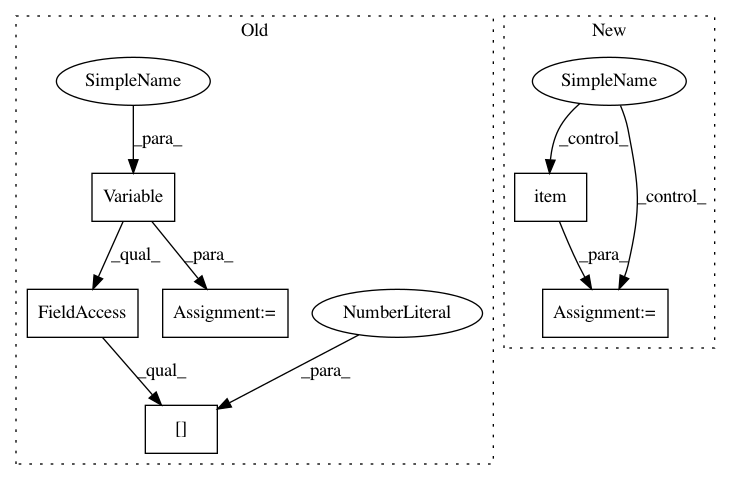 Old
New
SimpleName
SimpleName
_para_
_control_
Variable
item
_control_
_qual_
_para_
_para_
FieldAccess
Assignment:=
NumberLiteral
Assignment:=
_qual_
_para_
[]